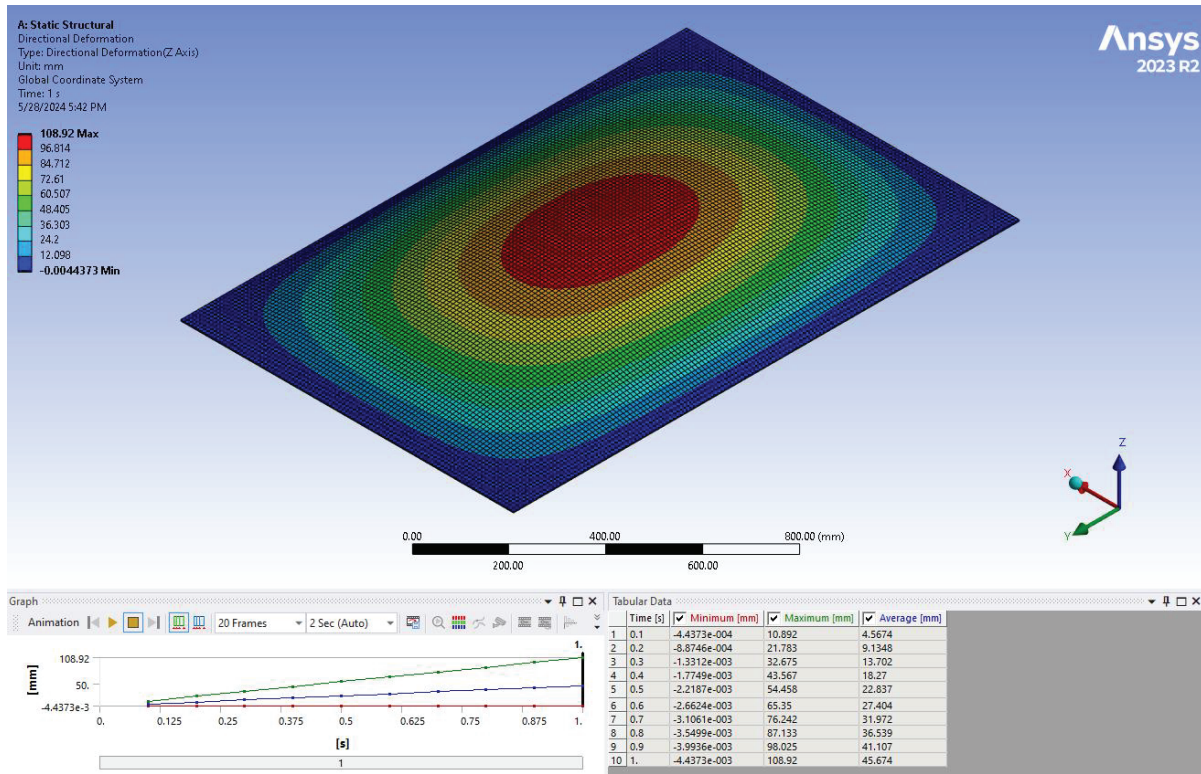 A: Static Structural
Directional Deformation
Type: Directional Deformation(Z Axis)
Unit: mm
Global Coordinate System
Time: 1 s
5/28/2024 5:42 PM
108.92 Max
96.814
84.712
72.61
60.507
48.405
36.303
24.2
12.098
-0.0044373 Min
Ansys
2023 R2
Z
X
Y
0.00 400.00 800.00 (mm)
200.00 600.00
Graph
Animation 20 Frames 2 Sec (Auto)
1.
108.92
[mm]
50.
-4.4373e-3
0. 0.125 0.25 0.375 0.5 0.625 0.75 0.875 1.
[s]
1
Tabular Data
Time [s] Minimum [mm] Maximum [mm] Average [mm]
1 0.1 -4.4373e-004 10.892 4.5674
2 0.2 -8.8746e-004 21.783 9.1348
3 0.3 -1.3312e-003 32.675 13.702
4 0.4 -1.7749e-003 43.567 18.27
5 0.5 -2.2187e-003 54.458 22.837
6 0.6 -2.6624e-003 65.35 27.404
7 0.7 -3.1061e-003 76.242 31.972
8 0.8 -3.5499e-003 87.133 36.539
9 0.9 -3.9936e-003 98.025 41.107
10 1. -4.4373e-003 108.92 45.674